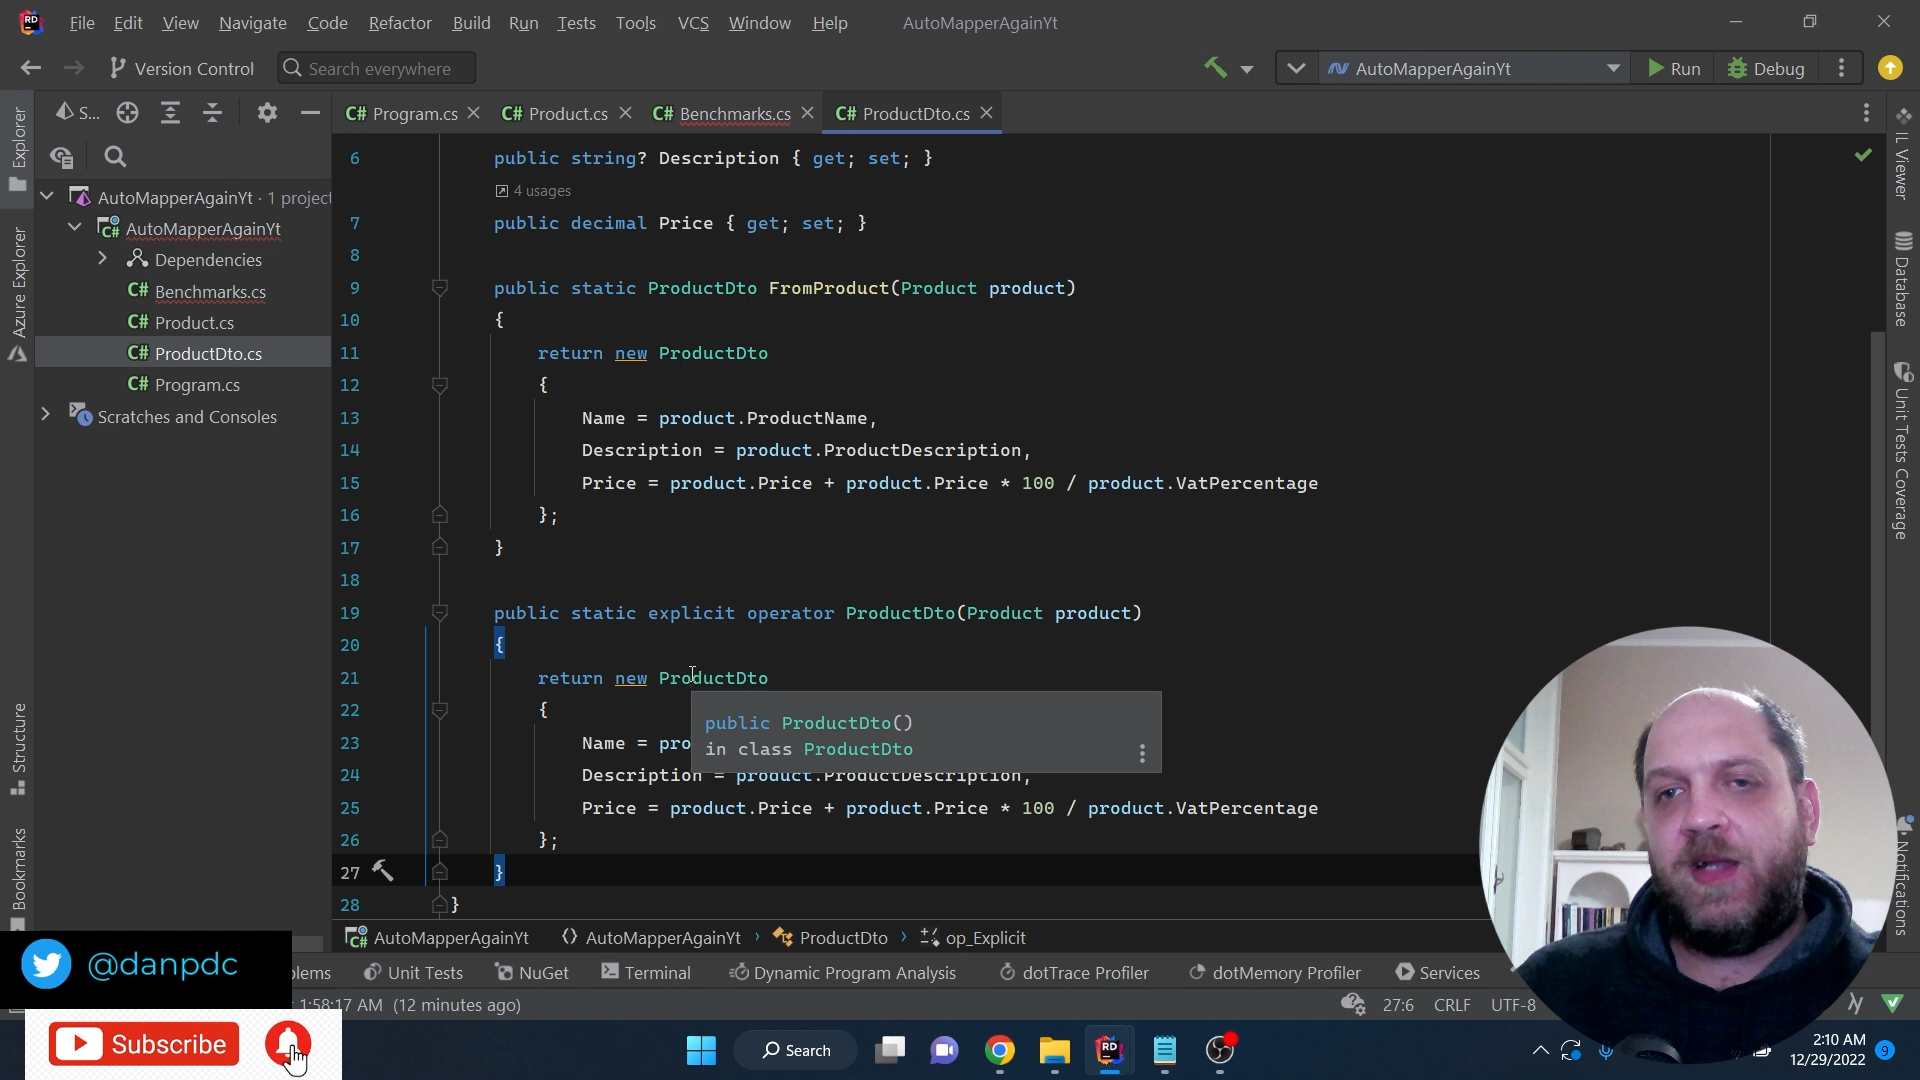 File Edit View Navigate Code Refactor Build Run Tests Tools VCS Window Help AutoMapperAgainYt
Version Control Search everywhere AutoMapperAgainYt Run Debug
S... C# Program.cs C# Product.cs C# Benchmarks.cs C# ProductDto.cs
AutoMapperAgainYt · 1 project
AutoMapperAgainYt
Dependencies
C# Benchmarks.cs
C# Product.cs
C# ProductDto.cs
C# Program.cs
Scratches and Consoles
Explorer
Azure Explorer
Structure
Bookmarks
6 public string? Description { get; set; }
4 usages
7 public decimal Price { get; set; }
8
9 public static ProductDto FromProduct(Product product)
10 {
11 return new ProductDto
12 {
13 Name = product.ProductName,
14 Description = product.ProductDescription,
15 Price = product.Price + product.Price * 100 / product.VatPercentage
16 };
17 }
18
19 public static explicit operator ProductDto(Product product)
20 {
21 return new ProductDto
22 {
23 Name = pro
24 Description = product.ProductDescription,
25 Price = product.Price + product.Price * 100 / product.VatPercentage
26 };
27 }
28 }
public ProductDto()
in class ProductDto
IL Viewer
Database
Unit Tests Coverage
Notifications
AutoMapperAgainYt AutoMapperAgainYt ProductDto op_Explicit
blems Unit Tests NuGet Terminal Dynamic Program Analysis dotTrace Profiler dotMemory Profiler Services
1:58:17 AM (12 minutes ago) 27:6 CRLF UTF-8
@danpdc
Subscribe
Search
2:10 AM
12/29/2022 9